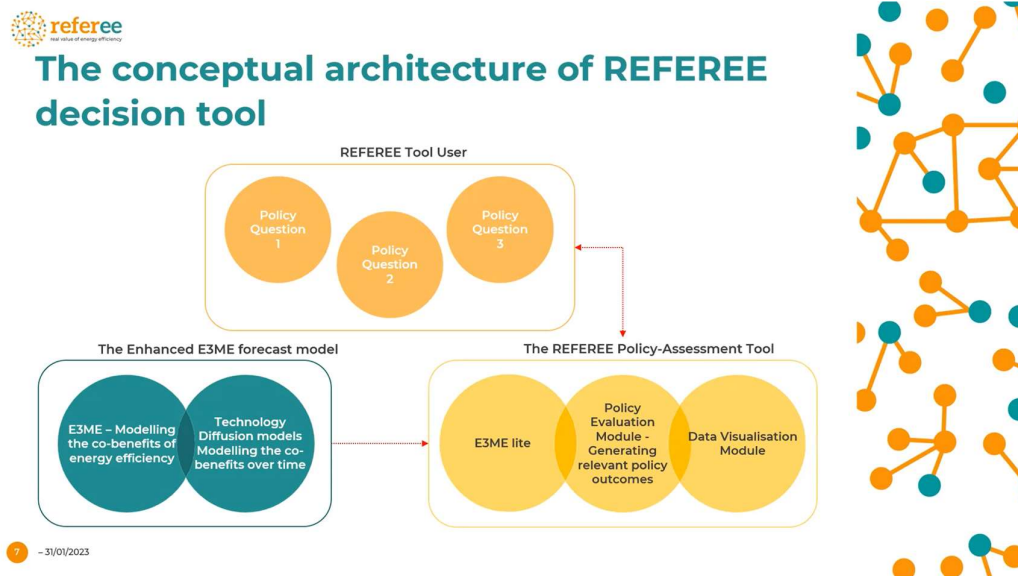 referee
real value of energy efficiency
The conceptual architecture of REFEREE
decision tool
REFEREE Tool User
Policy
Question
1
Policy
Question
2
Policy
Question
3
The Enhanced E3ME forecast model
E3ME – Modelling
the co-benefits of
energy efficiency
Technology
Diffusion models
Modelling the co-
benefits over time
The REFEREE Policy-Assessment Tool
E3ME lite
Policy
Evaluation
Module -
Generating
relevant policy
outcomes
Data Visualisation
Module
7
– 31/01/2023